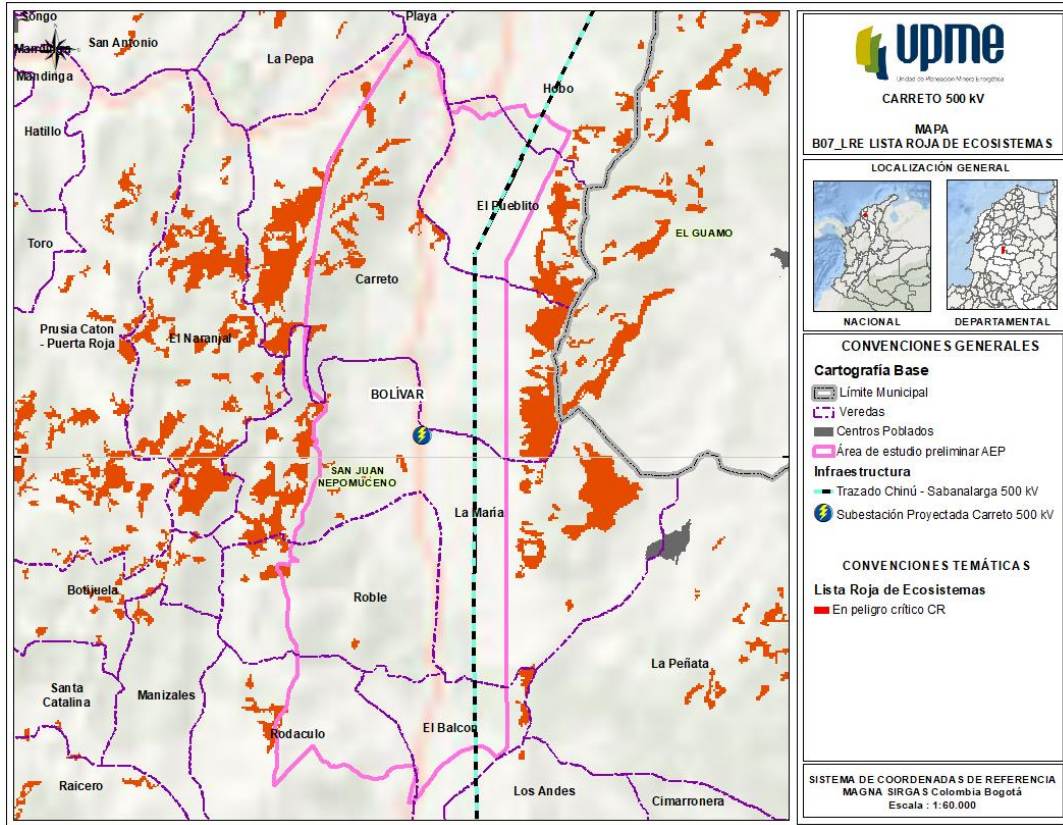 Songo
Playa
San Antonio
La Pepa
Mandinga
Hobo
Hatillo
El Pueblito
EL GUAMO
Toro
Carreto
Prusia Caton
- Puerta Roja
El Naranjal
BOLÍVAR
SAN JUAN
NEPOMUCENO
La Maria
Botijuela
Roble
La Peñata
Santa
Catalina
Manizales
El Balcon
Rodaculo
Raicero
Los Andes
Cimarronera
upme
Unidad de Planeación Minero Energética
CARRETO 500 kV
MAPA
B07_LRE LISTA ROJA DE ECOSISTEMAS
LOCALIZACIÓN GENERAL
NACIONAL
DEPARTAMENTAL
CONVENCIONES GENERALES
Cartografía Base
Límite Municipal
Veredas
Centros Poblados
Área de estudio preliminar AEP
Infraestructura
Trazado Chinú - Sabanalarga 500 kV
Subestación Proyectada Carreto 500 kV
CONVENCIONES TEMÁTICAS
Lista Roja de Ecosistemas
En peligro crítico CR
SISTEMA DE COORDENADAS DE REFERENCIA
MAGNA SIRGAS Colombia Bogotá
Escala : 1:60.000